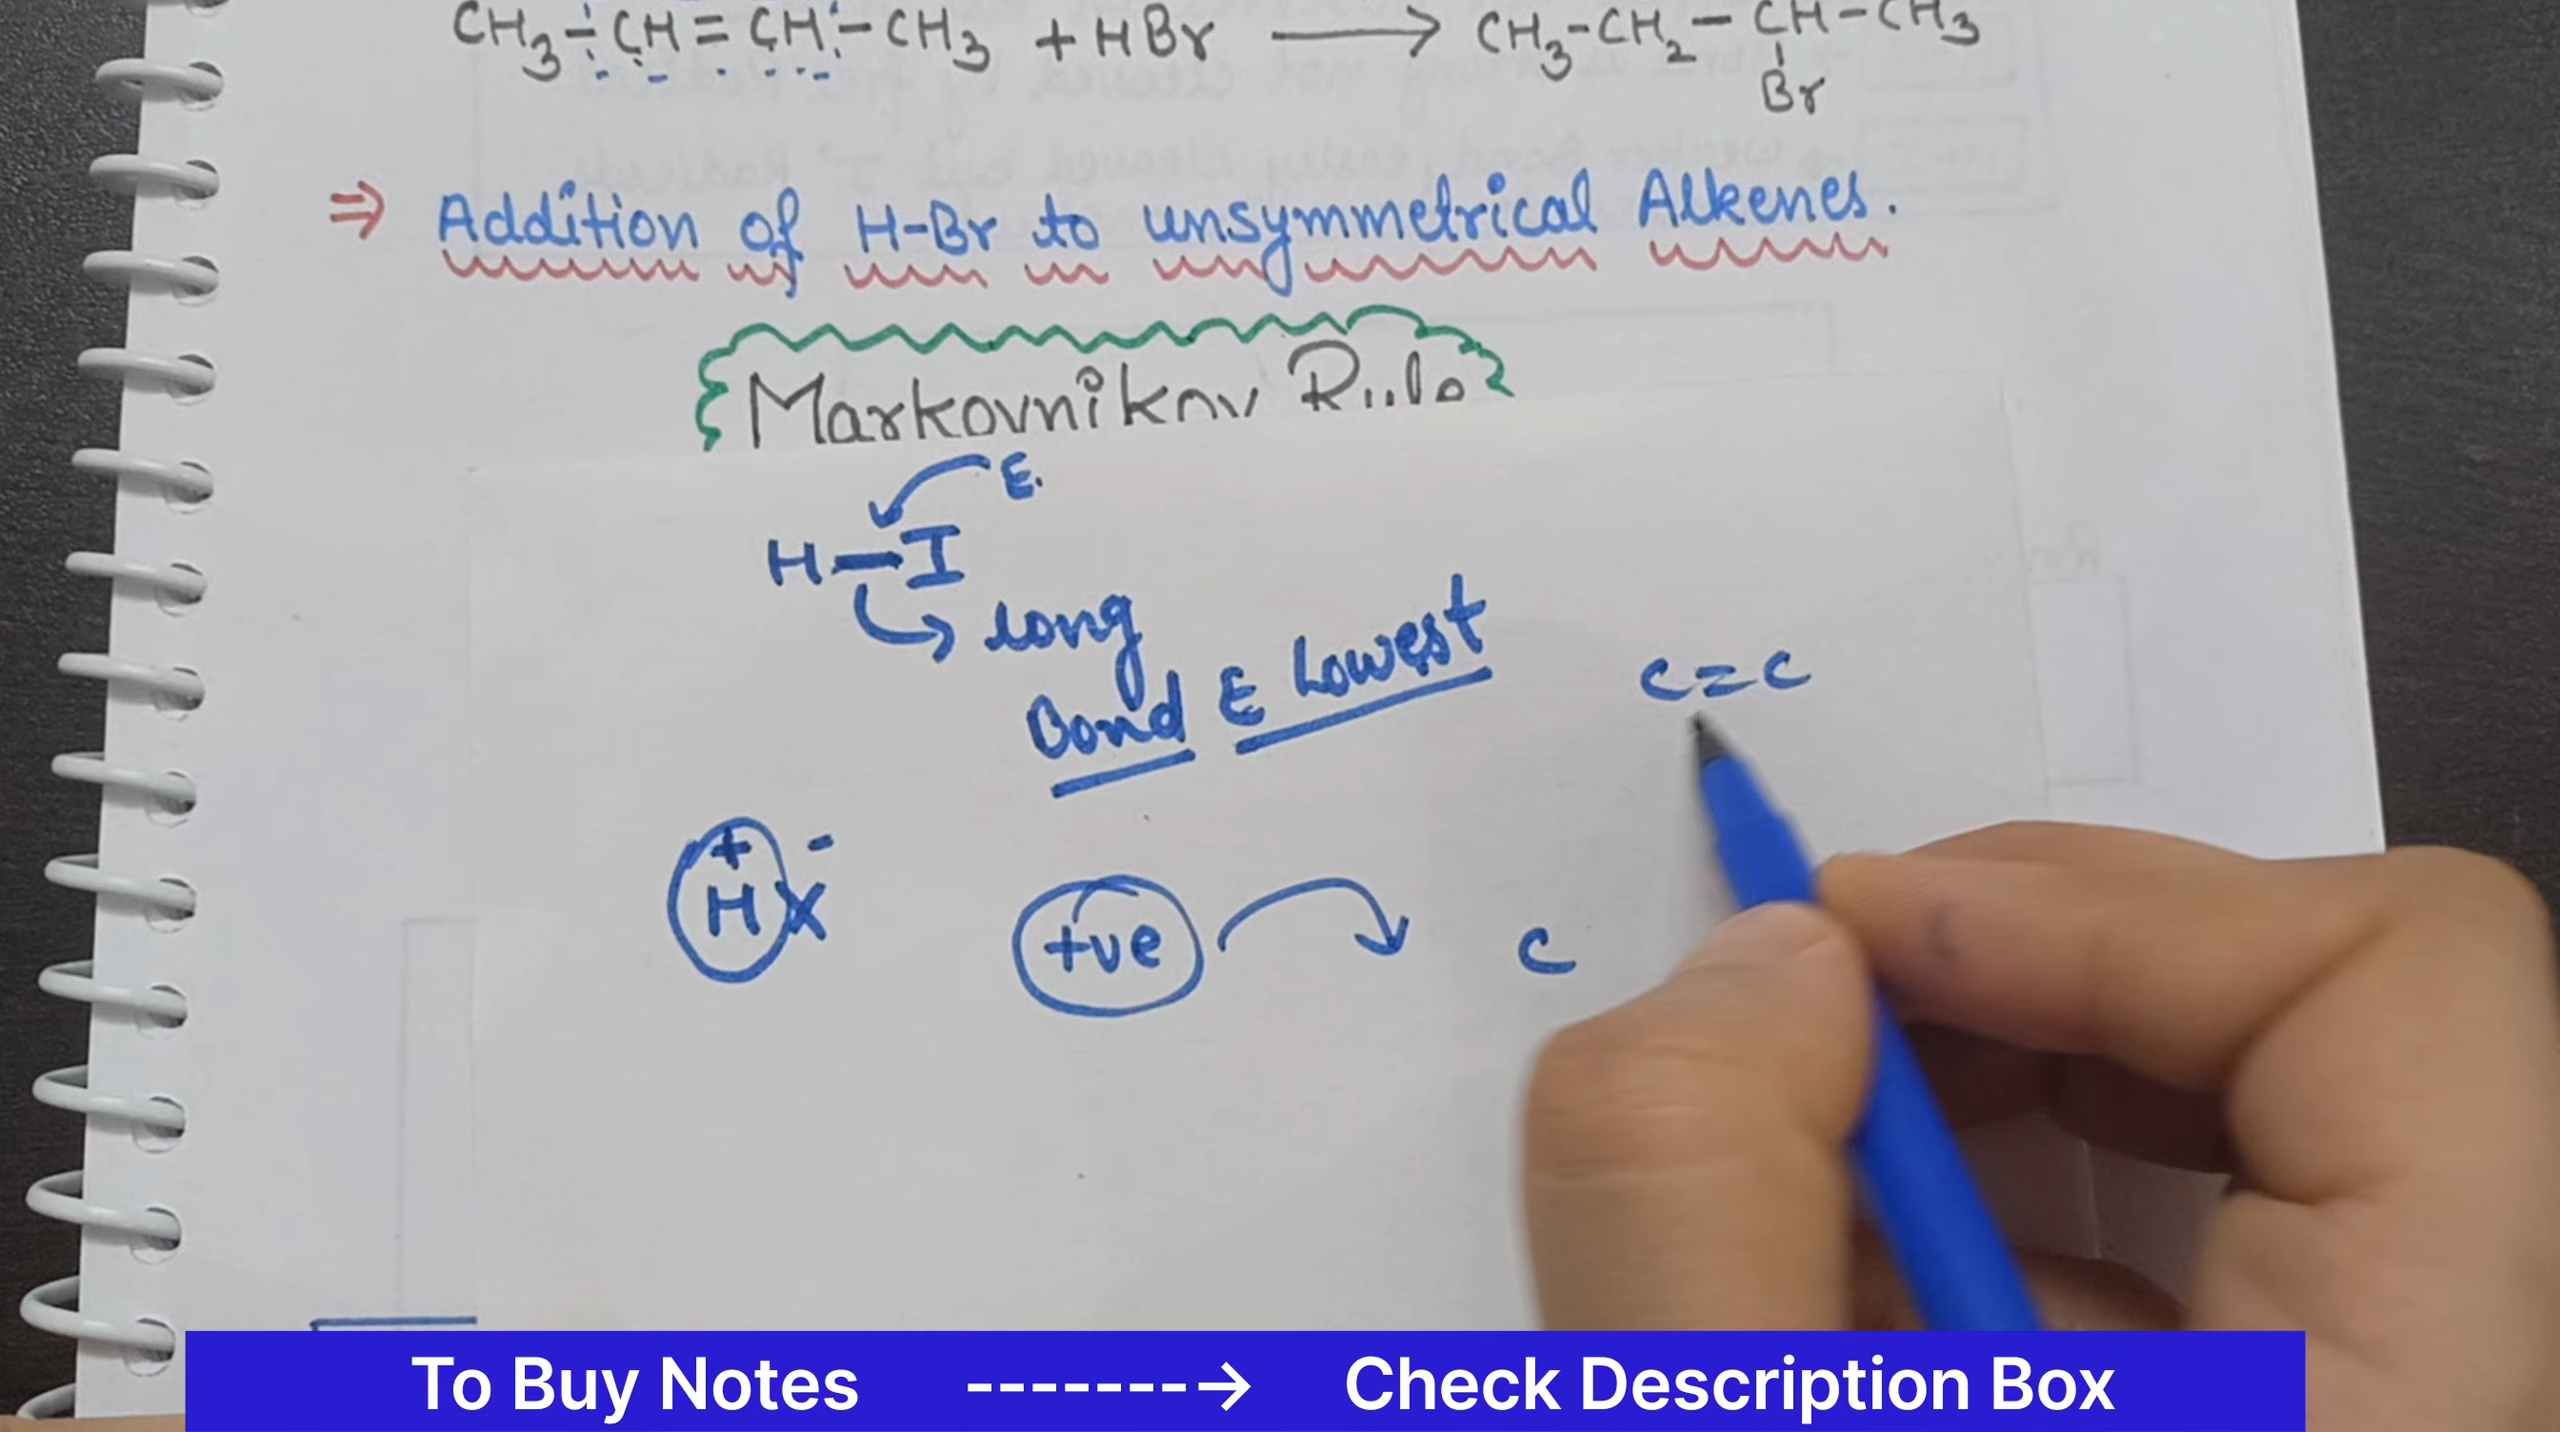 CH3-CH=CH-CH3 + HBr ⟶ CH3-CH2-CH-CH3
Br
⇒ Addition of H-Br to unsymmetrical Alkenes.
Markovnikov Rule
E.
H-I
long
Bond E Lowest
C=C
+ -
HX
+ve
C
To Buy Notes -------→ Check Description Box